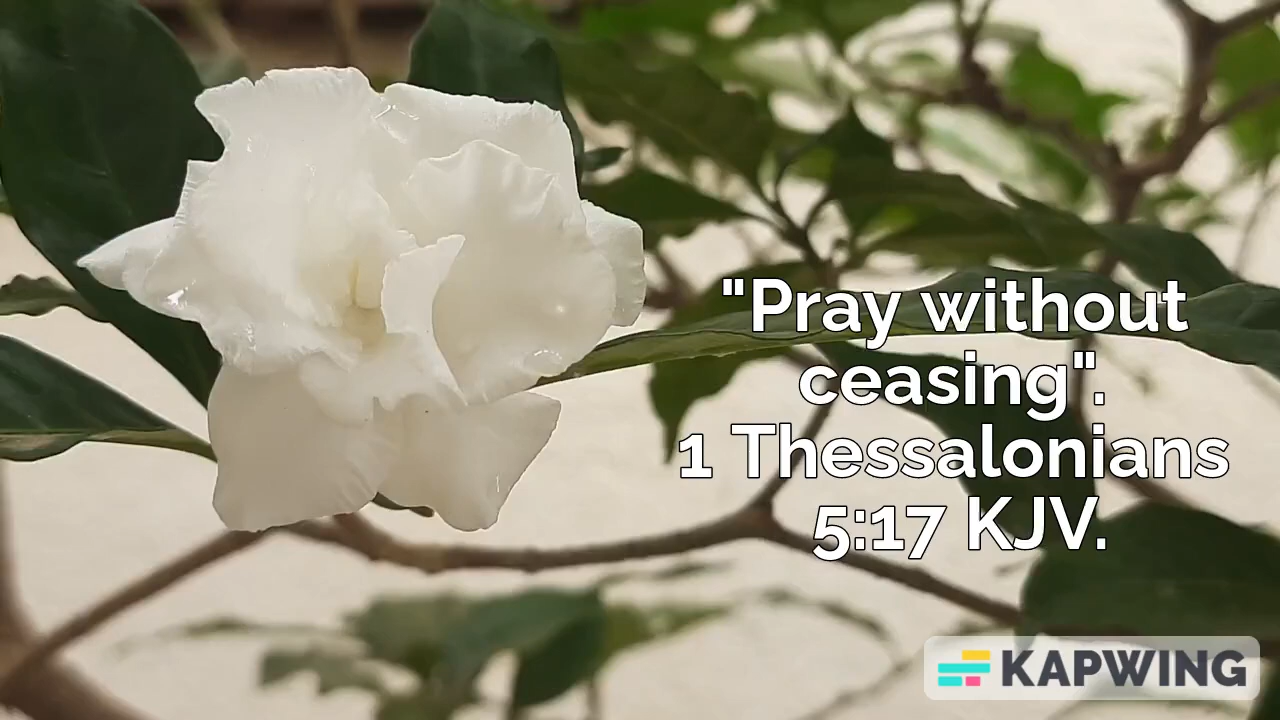 "Pray without
ceasing".
1 Thessalonians
5:17 KJV.
KAPWING